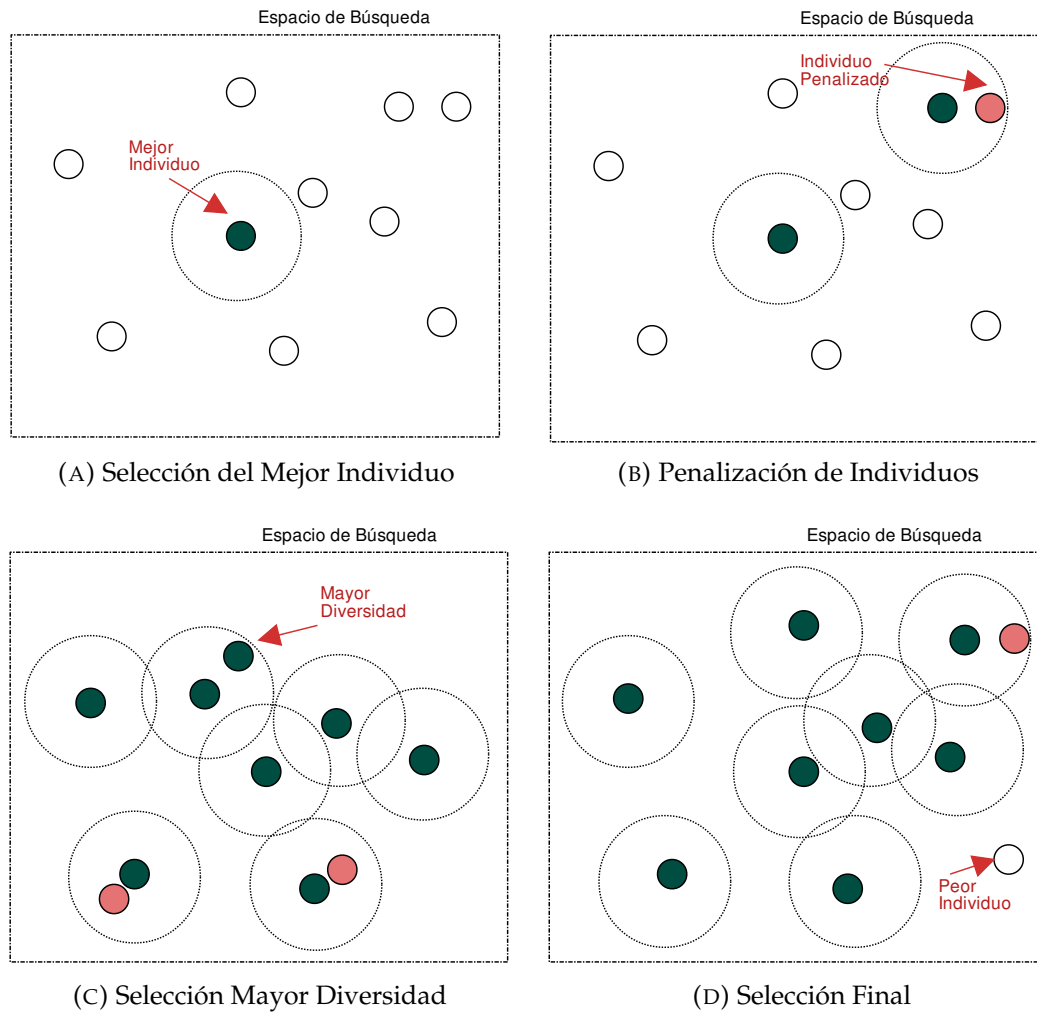 Espacio de Búsqueda
Mejor
Individuo
(A) Selección del Mejor Individuo
Espacio de Búsqueda
Individuo
Penalizado
(B) Penalización de Individuos
Espacio de Búsqueda
Mayor
Diversidad
(C) Selección Mayor Diversidad
Espacio de Búsqueda
Peor
Individuo
(D) Selección Final